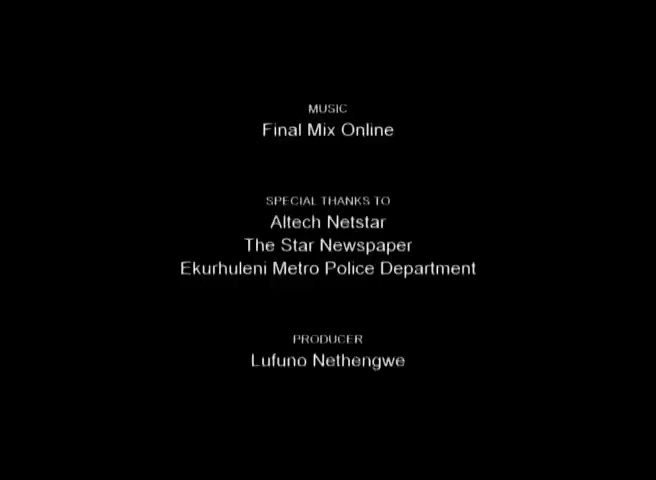 MUSIC
Final Mix Online
SPECIAL THANKS TO
Altech Netstar
The Star Newspaper
Ekurhuleni Metro Police Department
PRODUCER
Lufuno Nethengwe